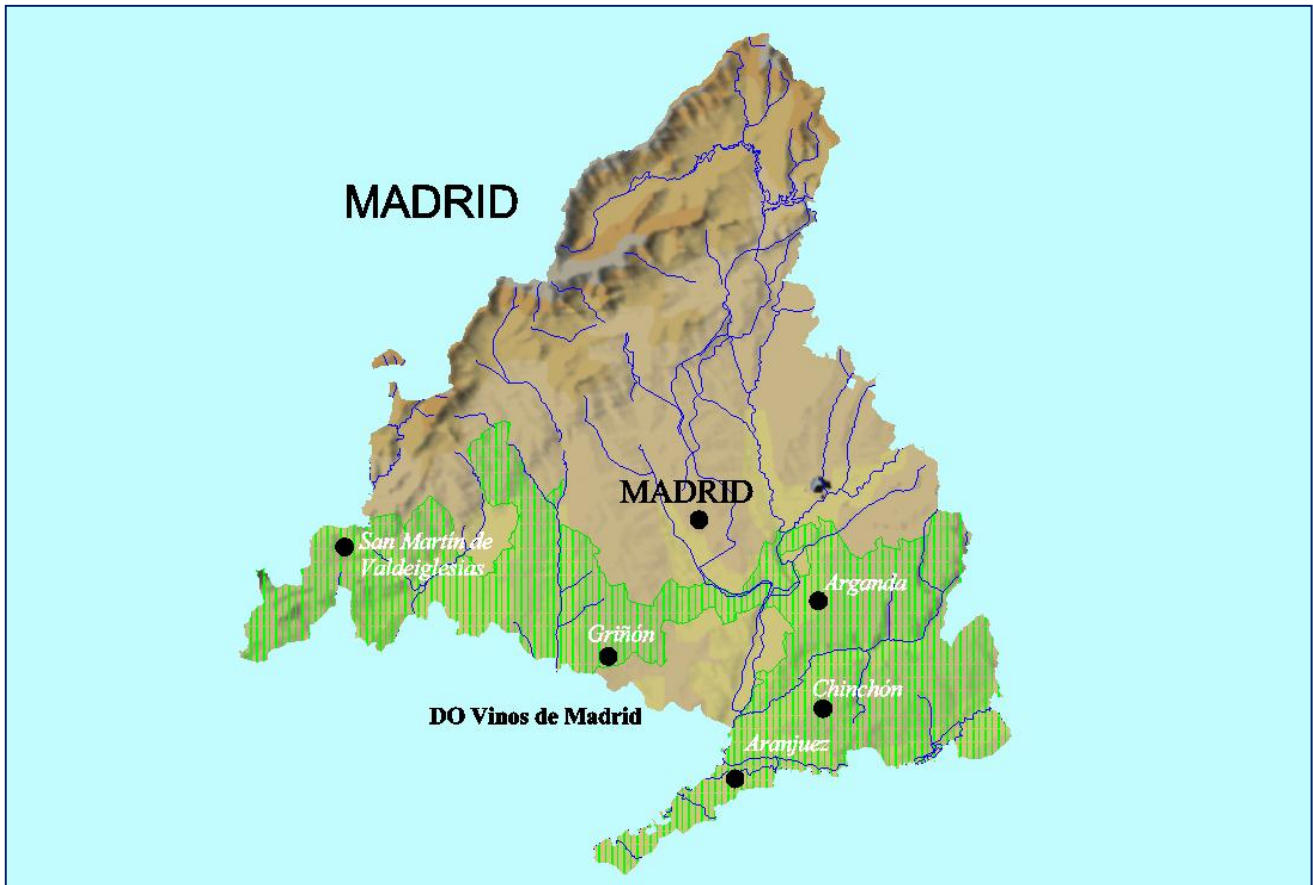 MADRID
MADRID
San Martín de
Valdeiglesias
Arganda
Griñón
Chinchón
DO Vinos de Madrid
Aranjuez